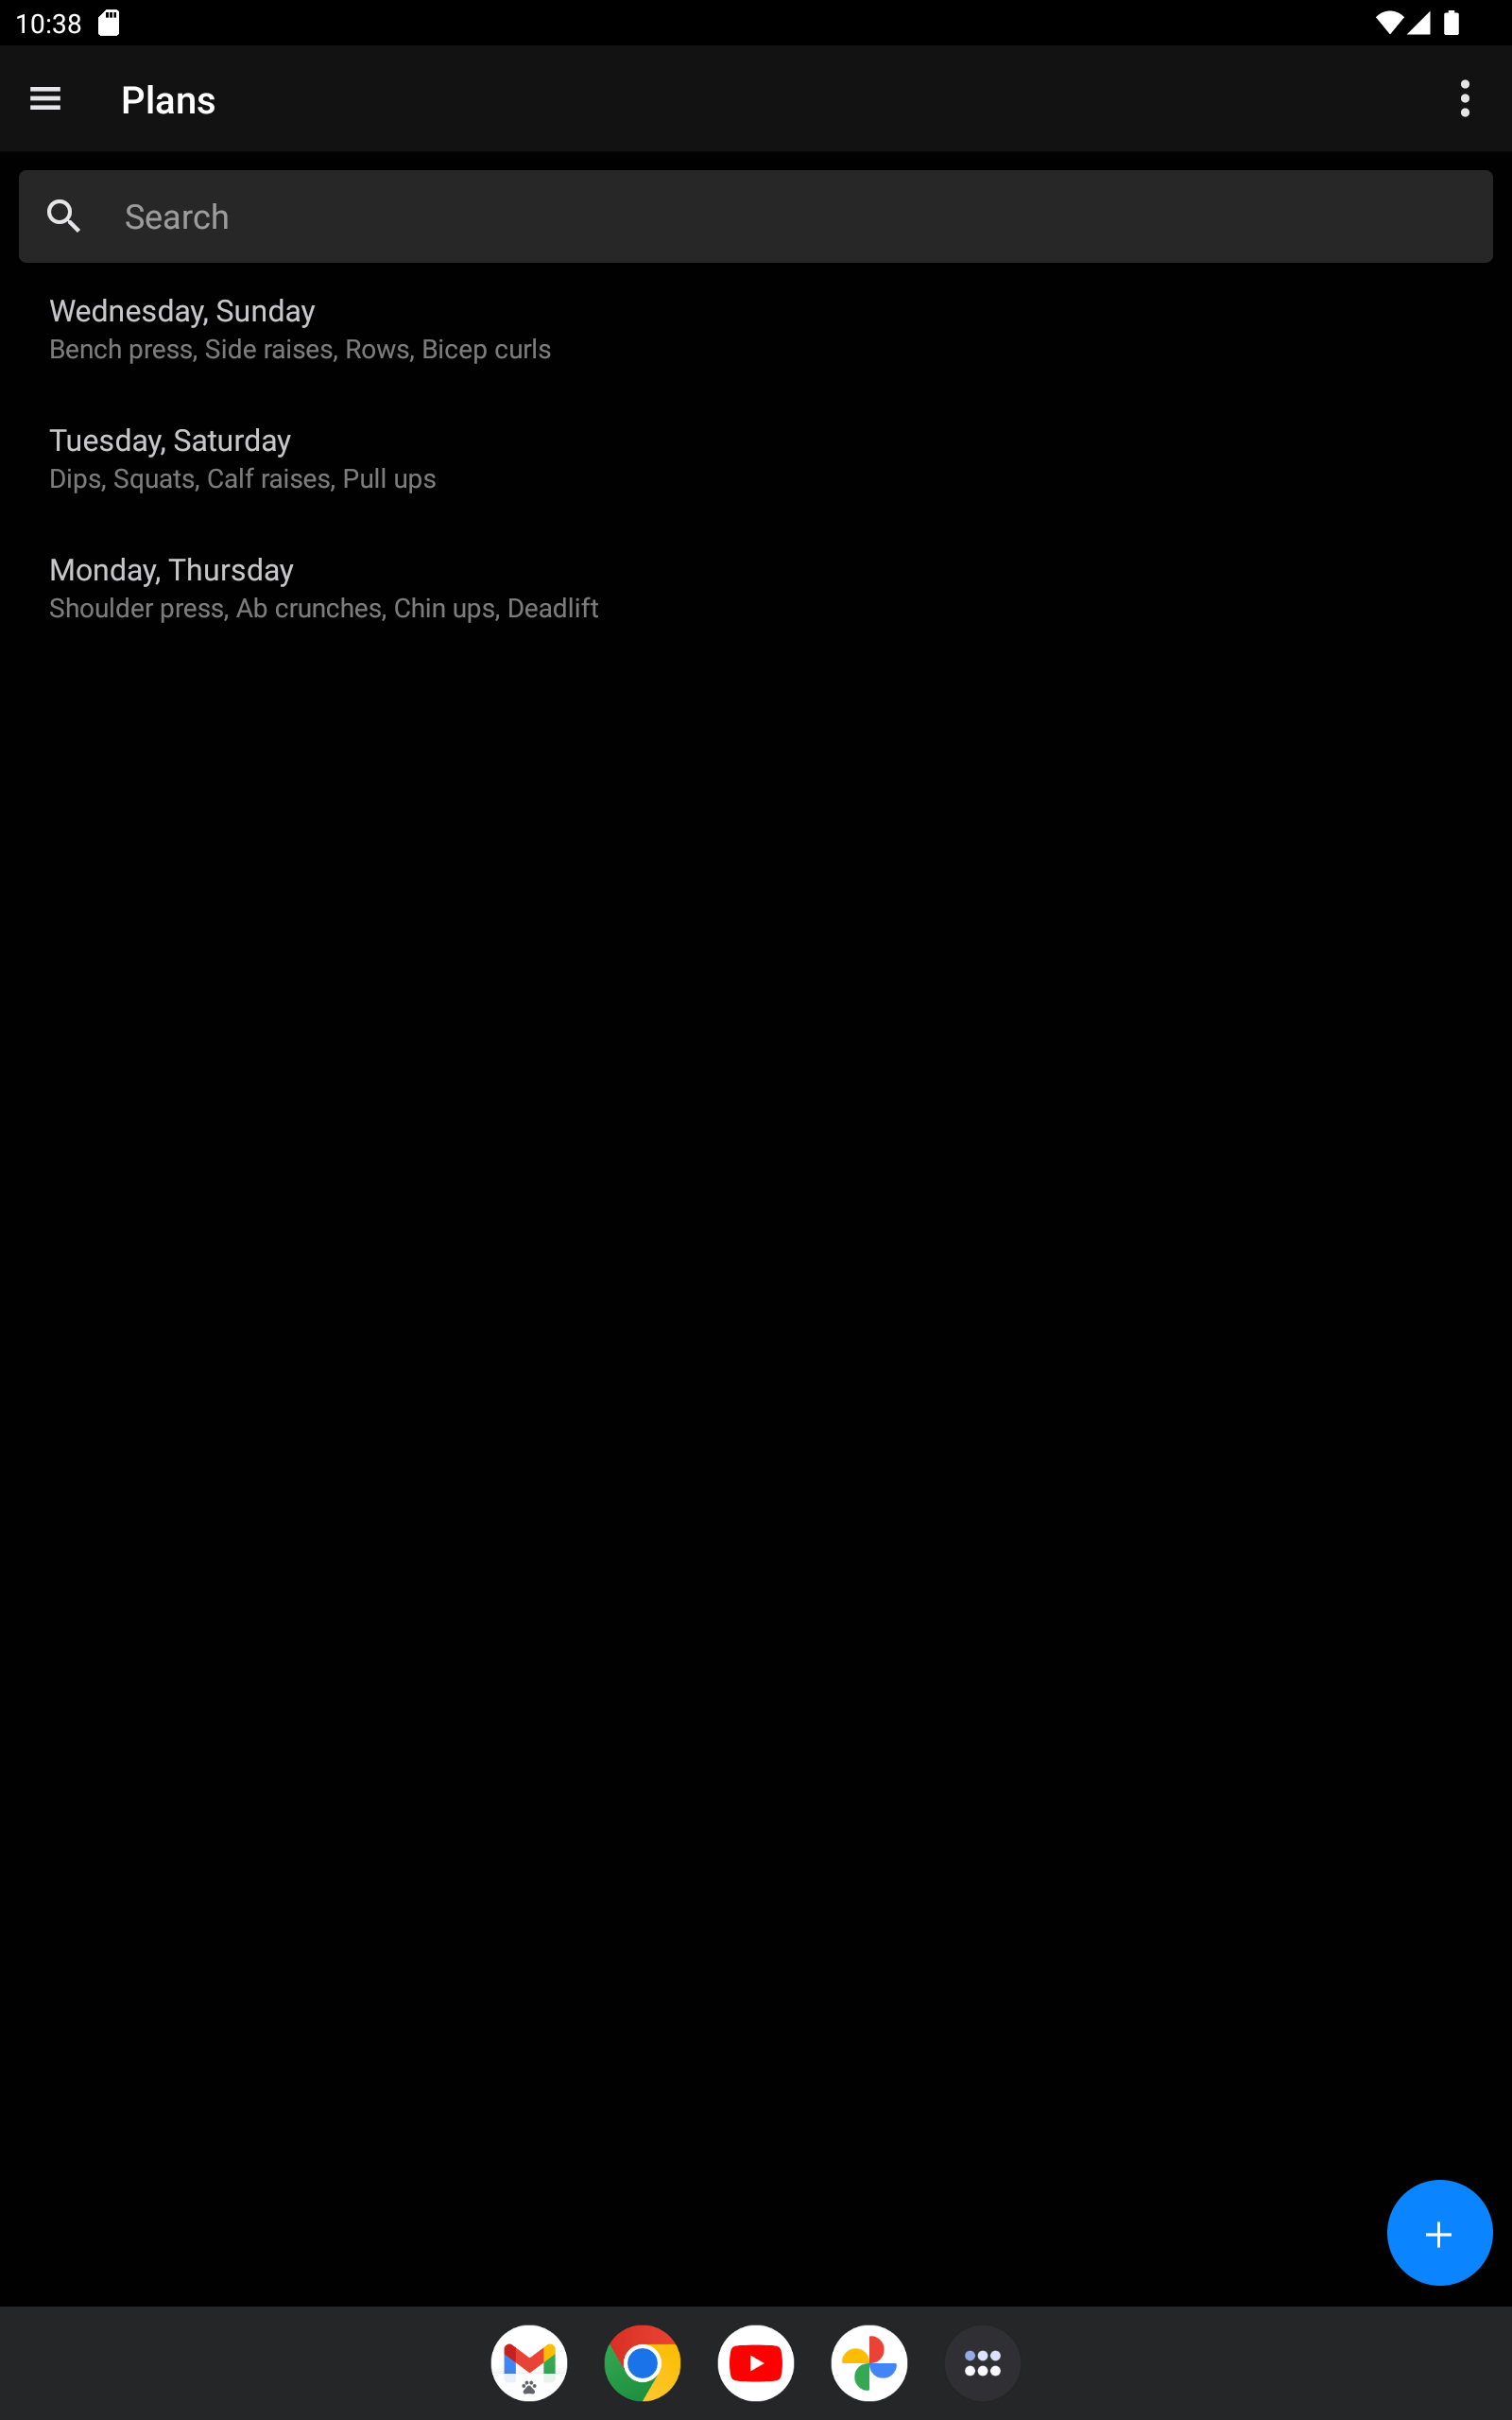 10:38
Plans
Search
Wednesday, Sunday
Bench press, Side raises, Rows, Bicep curls
Tuesday, Saturday
Dips, Squats, Calf raises, Pull ups
Monday, Thursday
Shoulder press, Ab crunches, Chin ups, Deadlift